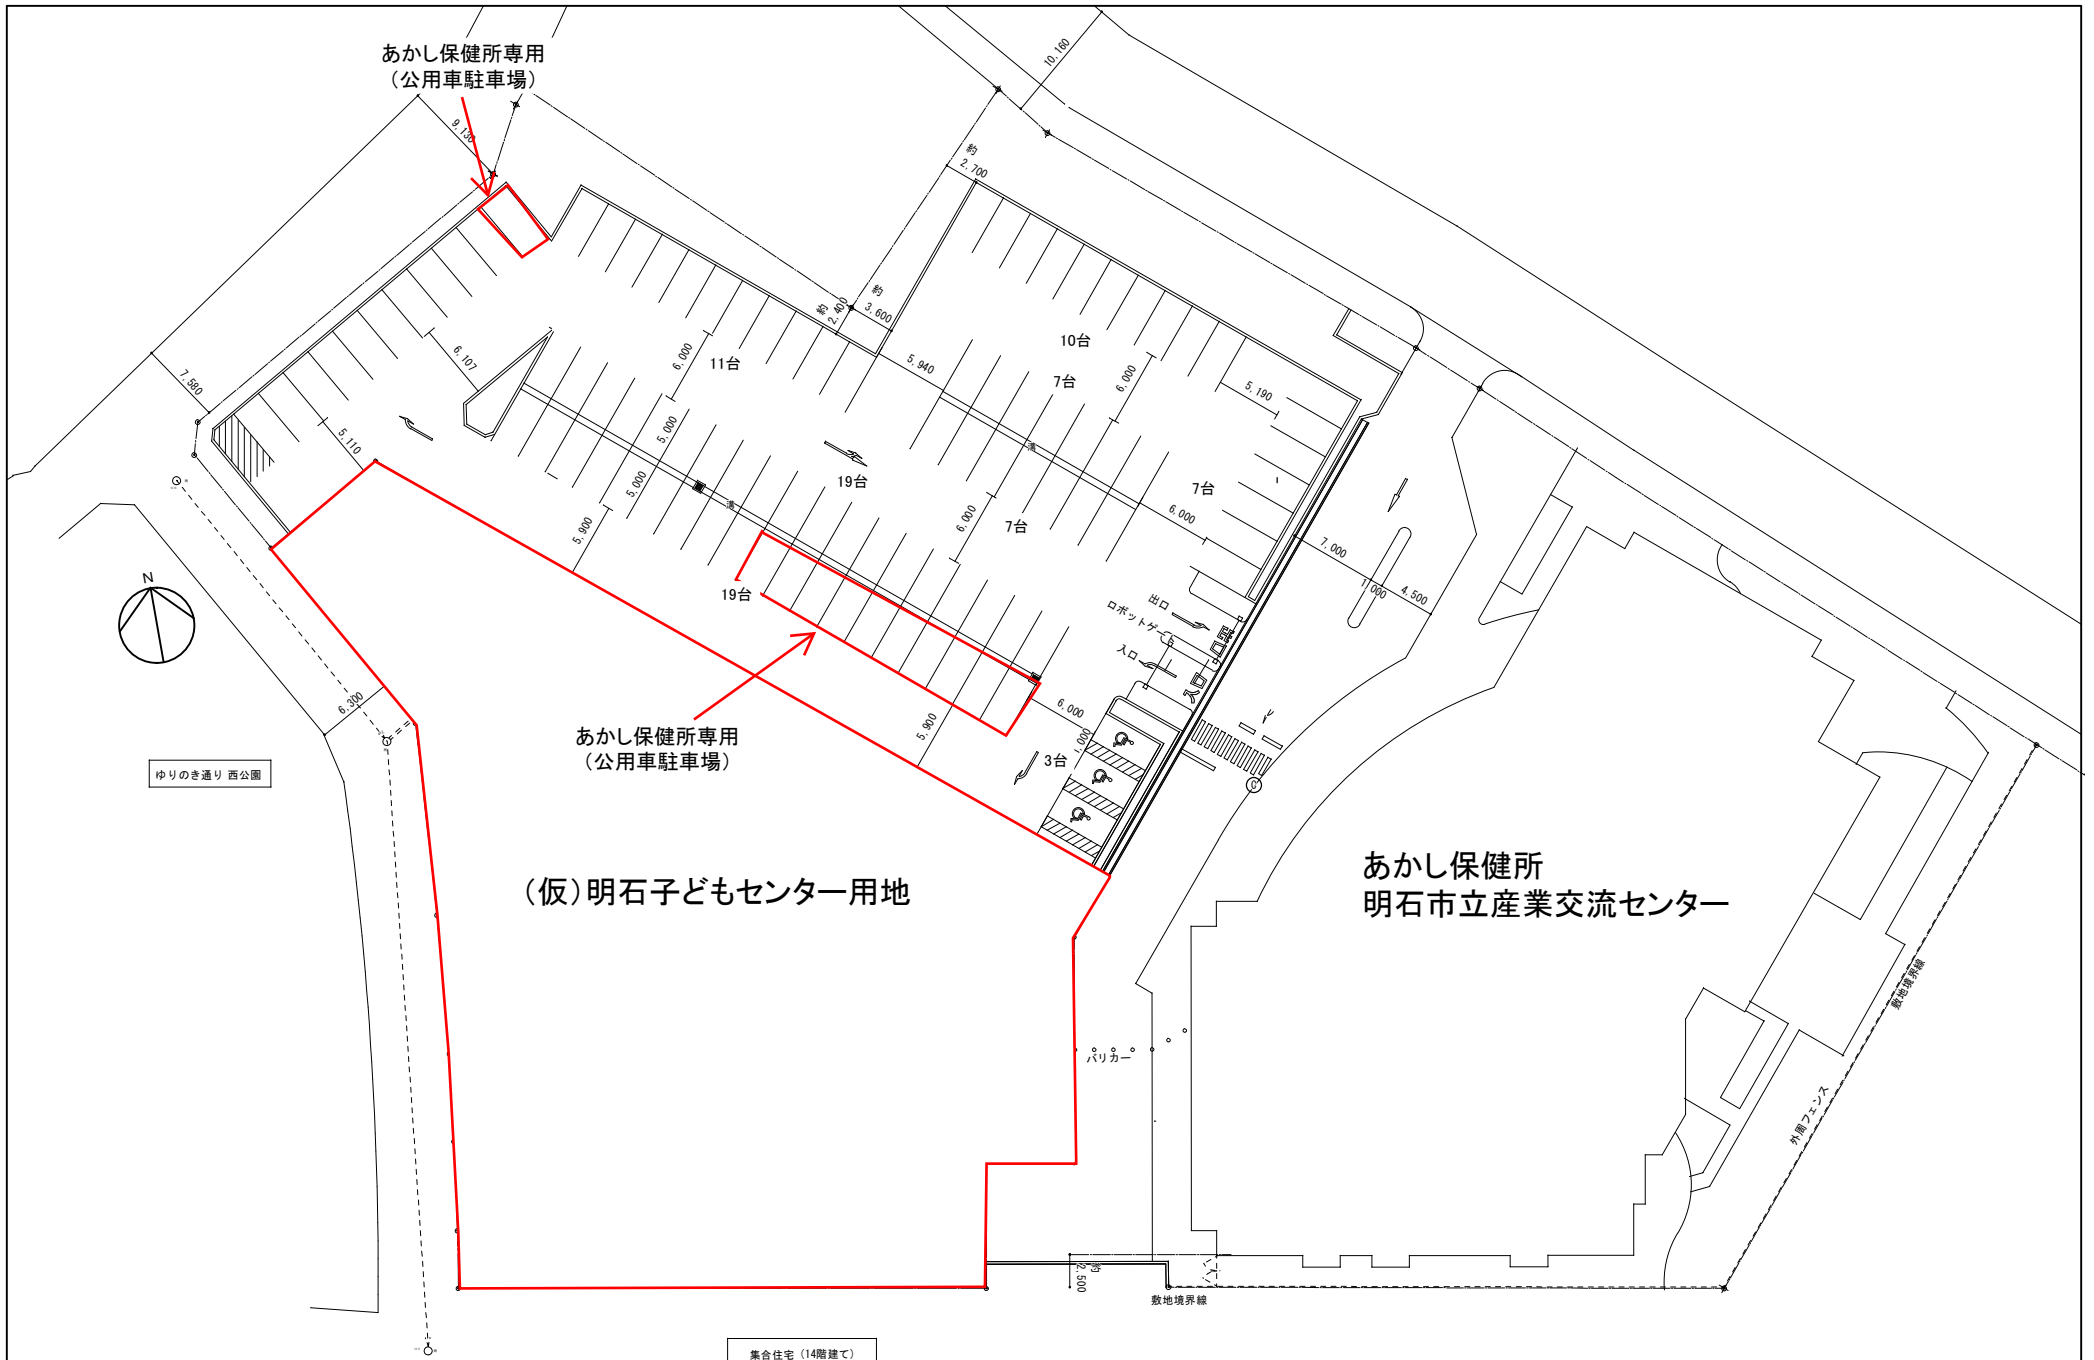 あかし保健所専用
（公用車駐車場）
10,160
9,130
約
2,700
7,580
6,107
11台
6,000
約
2,400
約
3,600
10台
5,940
7台
6,000
5,190
5,110
5,000
5,000
19台
溝
溝
7台
7台
6,000
6,000
5,900
7,000
1,000
4,500
19台
出口
ロボットゲート
入口
出口
入口
N
6,300
あかし保健所専用
（公用車駐車場）
5,900
6,000
3台
ゆりのき通り 西公園
（仮）明石子どもセンター用地
あかし保健所
明石市立産業交流センター
敷地境界線
バリカー
外周フェンス
約
2,500
敷地境界線
集合住宅（14階建て）